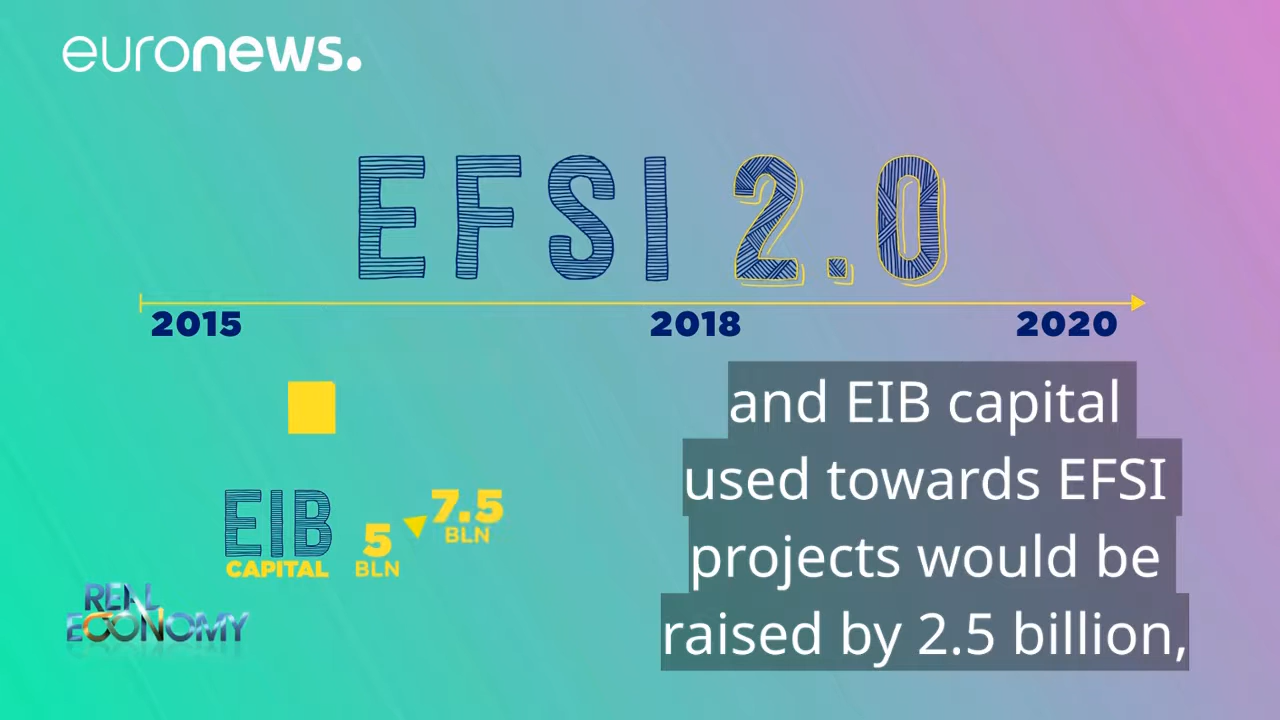 euronews.
EFSI 2.0
2015 2018 2020
EIB
CAPITAL
5
BLN
7.5
BLN
REAL
ECONOMY
and EIB capital
used towards EFSI
projects would be
raised by 2.5 billion,